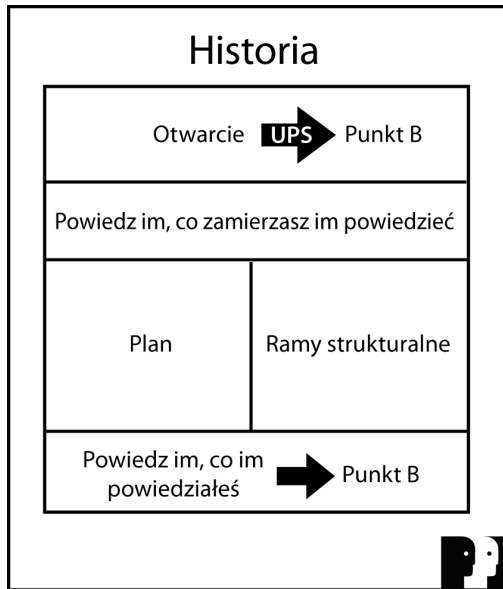 Historia
Otwarcie UPS Punkt B
Powiedz im, co zamierzasz im powiedzieć
Plan
Ramy strukturalne
Powiedz im, co im
powiedziałeś
Punkt B